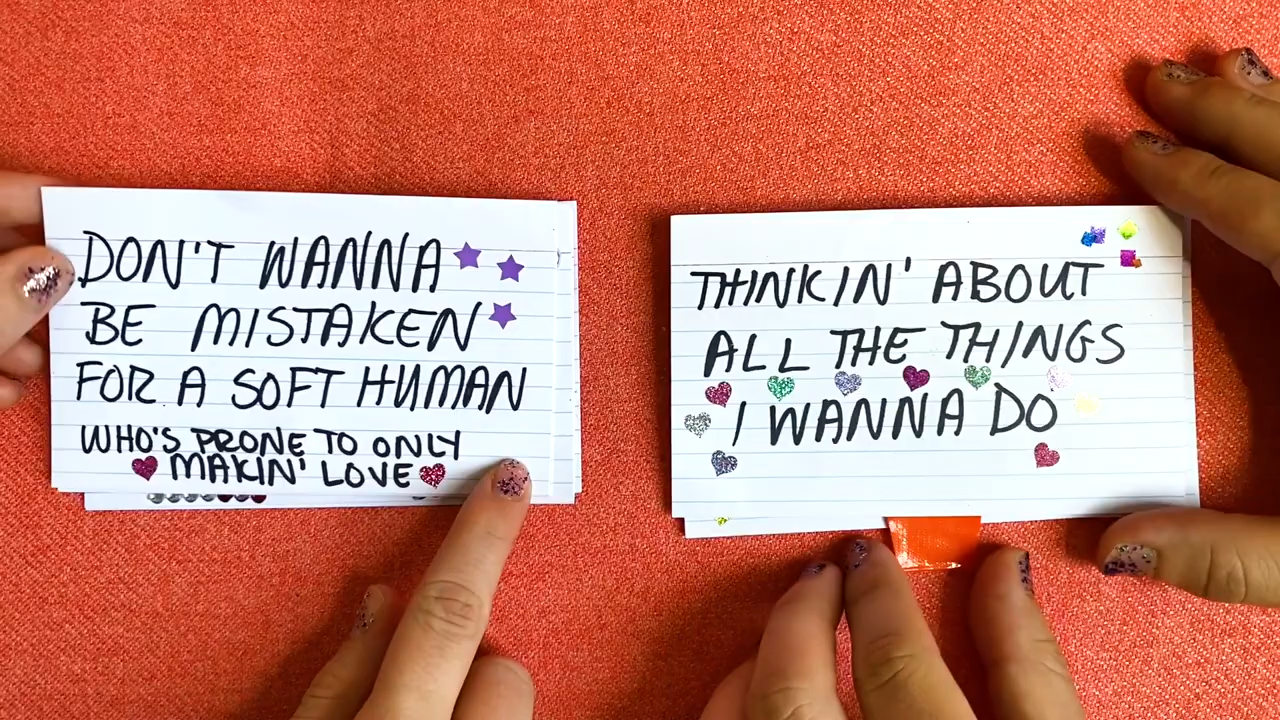 DON'T WANNA
BE MISTAKEN
FOR A SOFT HUMAN
WHO'S PRONE TO ONLY
MAKIN' LOVE
THINKIN' ABOUT
ALL THE THINGS
I WANNA DO